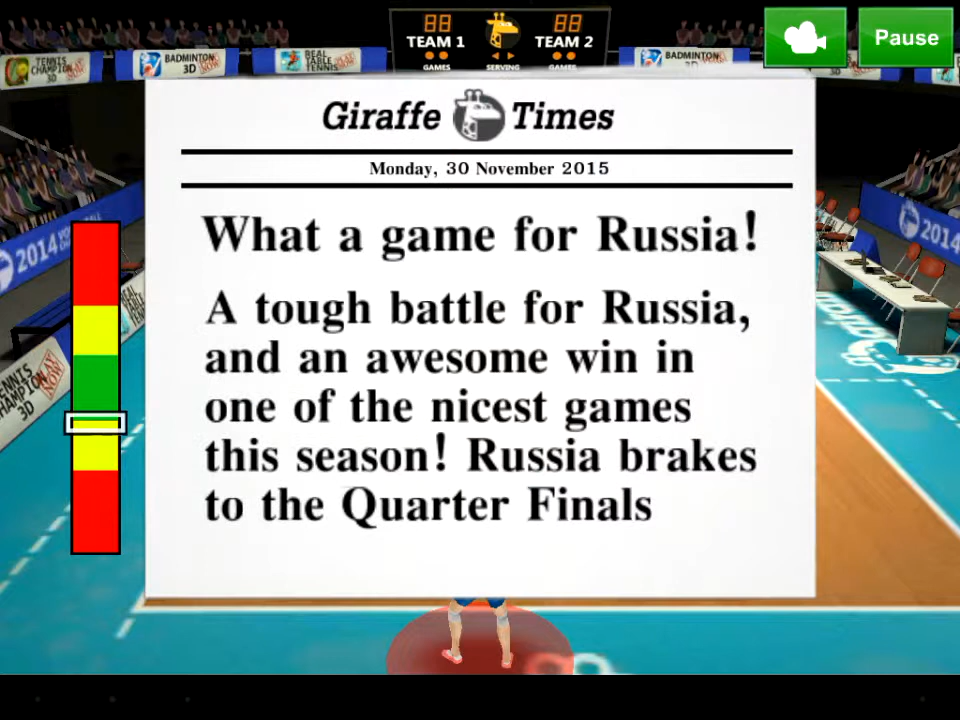 88 88
TEAM 1 TEAM 2
GAMES SERVING GAMES
Pause
TENNIS CHAMPION 3D
BADMINTON 3D
REAL TABLE TENNIS
BADMINTON
Giraffe Times
Monday, 30 November 2015
What a game for Russia!
A tough battle for Russia,
and an awesome win in
one of the nicest games
this season! Russia brakes
to the Quarter Finals
2014
2014
TENNIS
CHAMPION
3D